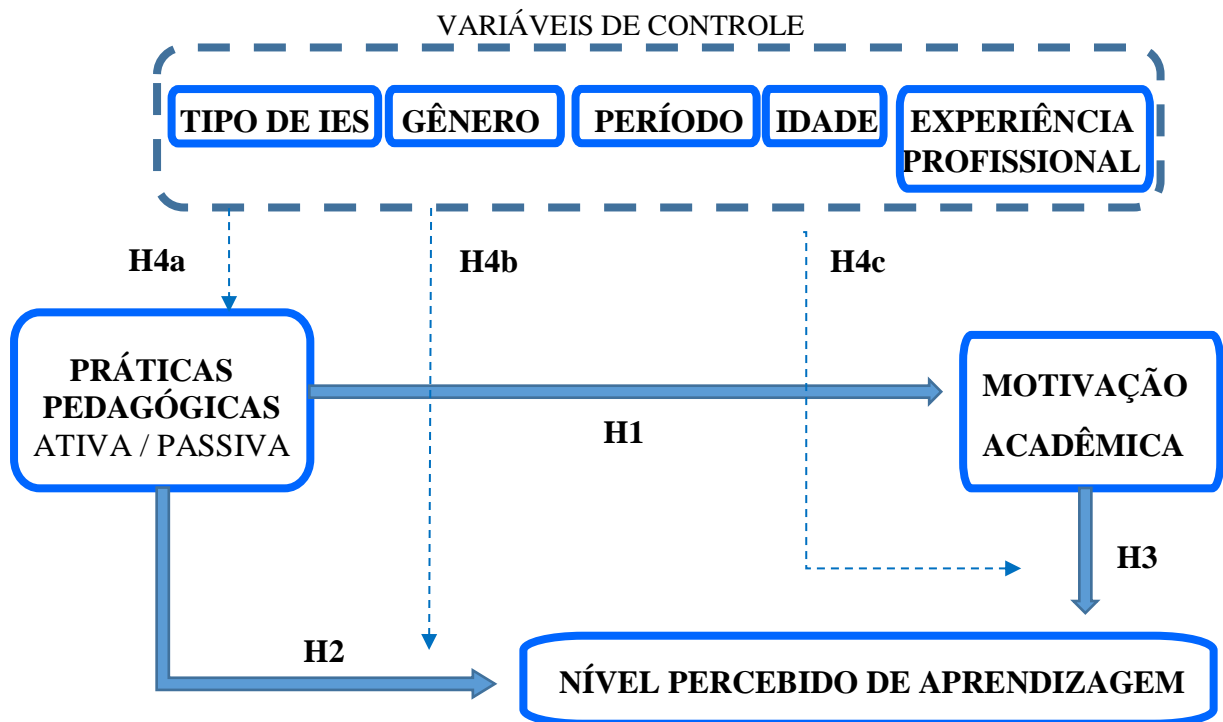 VARIÁVEIS DE CONTROLE
TIPO DE IES
GÊNERO
PERÍODO
IDADE
EXPERIÊNCIA
PROFISSIONAL
H4a
H4b
H4c
PRÁTICAS
PEDAGÓGICAS
ATIVA / PASSIVA
H1
MOTIVAÇÃO
ACADÊMICA
H3
H2
NÍVEL PERCEBIDO DE APRENDIZAGEM